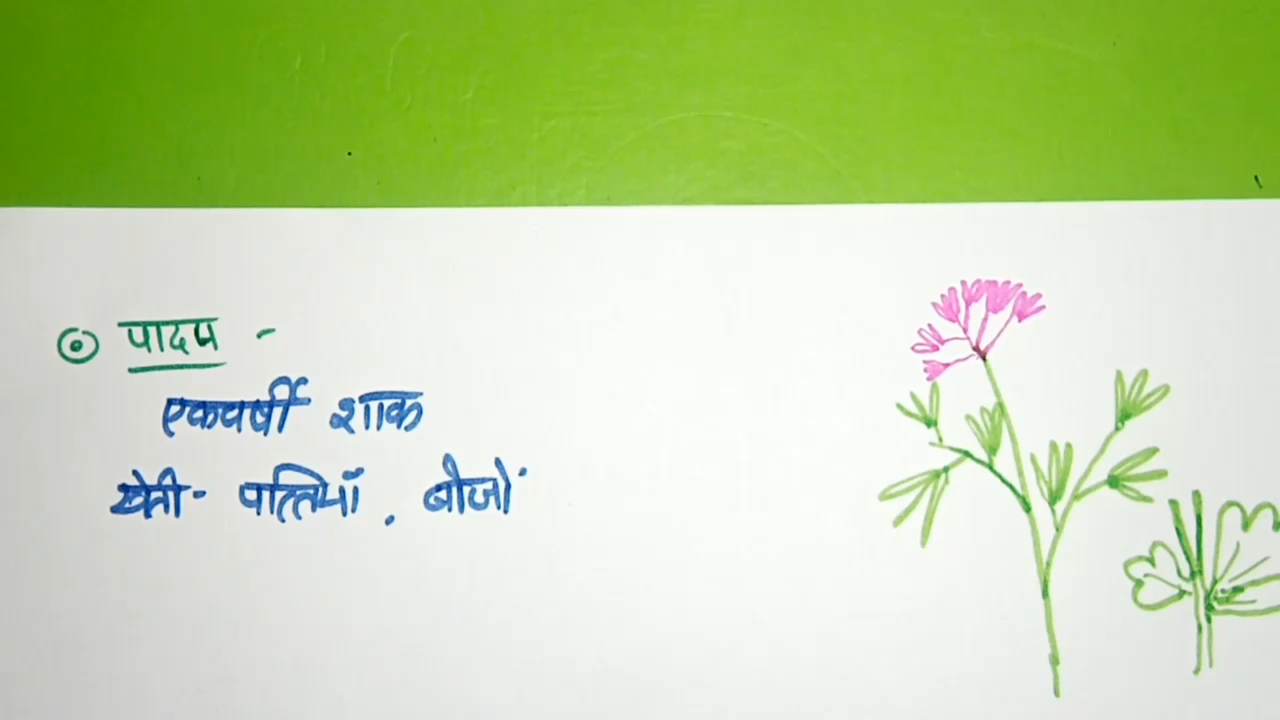 पादप -
एकवर्षी शाक
खेती - पत्तियाँ , बीजों